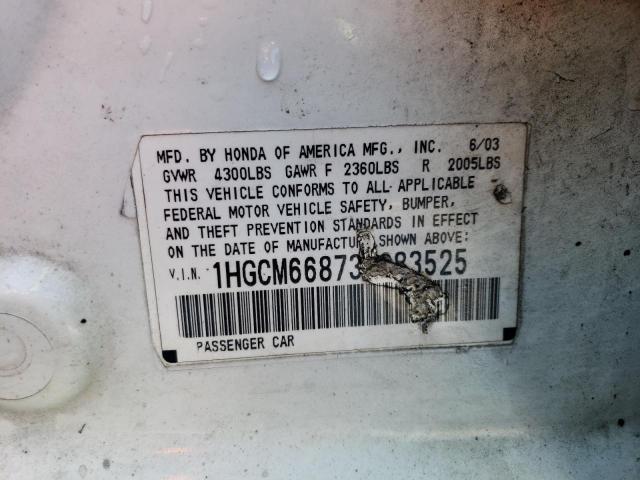 MFD. BY HONDA OF AMERICA MFG., INC. 6/03
GVWR 4300LBS GAWR F 2360LBS R 2005LBS
THIS VEHICLE CONFORMS TO ALL APPLICABLE
FEDERAL MOTOR VEHICLE SAFETY, BUMPER,
AND THEFT PREVENTION STANDARDS IN EFFECT
ON THE DATE OF MANUFACTURE SHOWN ABOVE:
V.I.N.
PASSENGER CAR